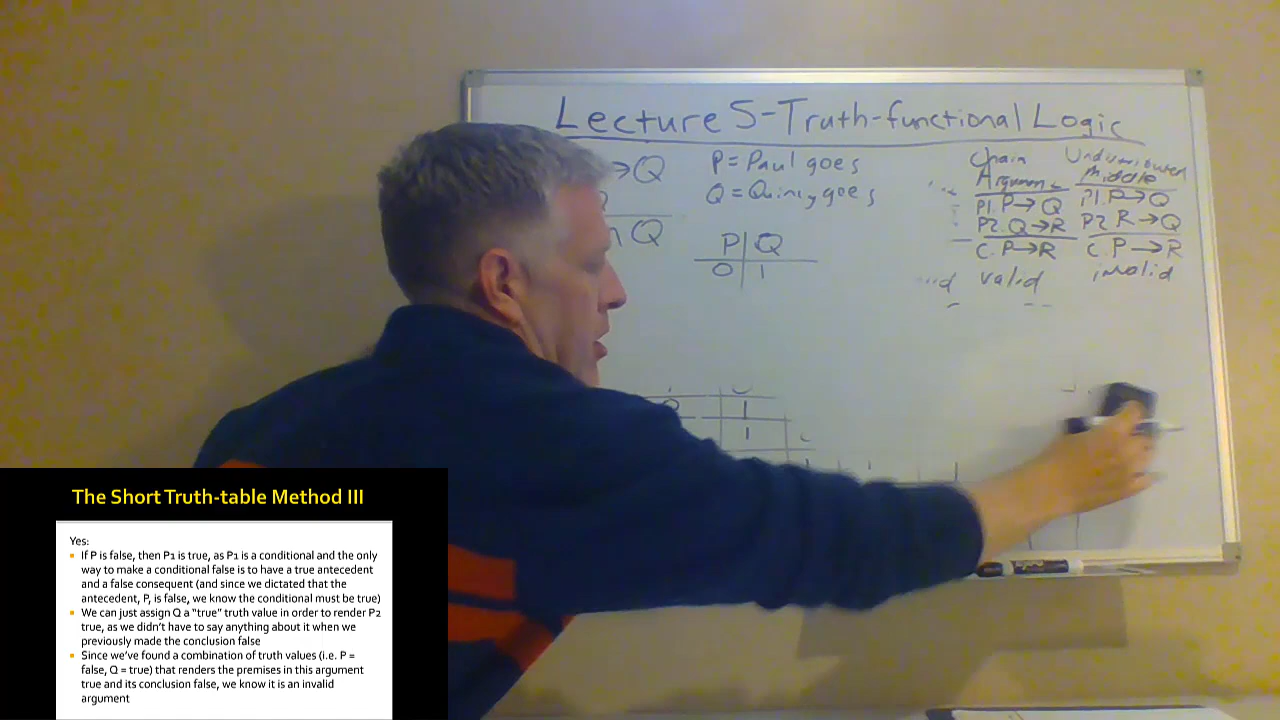 Lecture 5-Truth-functional Logic
→Q
Q
P=Paul goes
Q=Quincy goes
P Q
0 1
Chain
Argument
P1. P→Q
P2. Q→R
C. P→R
valid
Undistributed
Middle
P1. P→Q
P2. R→Q
C. P→R
invalid
1
1
The Short Truth-table Method III
Yes:
If P is false, then P1 is true, as P1 is a conditional and the only
way to make a conditional false is to have a true antecedent
and a false consequent (and since we dictated that the
antecedent, P, is false, we know the conditional must be true)
We can just assign Q a “true” truth value in order to render P2
true, as we didn’t have to say anything about it when we
previously made the conclusion false
Since we’ve found a combination of truth values (i.e. P =
false, Q = true) that renders the premises in this argument
true and its conclusion false, we know it is an invalid
argument